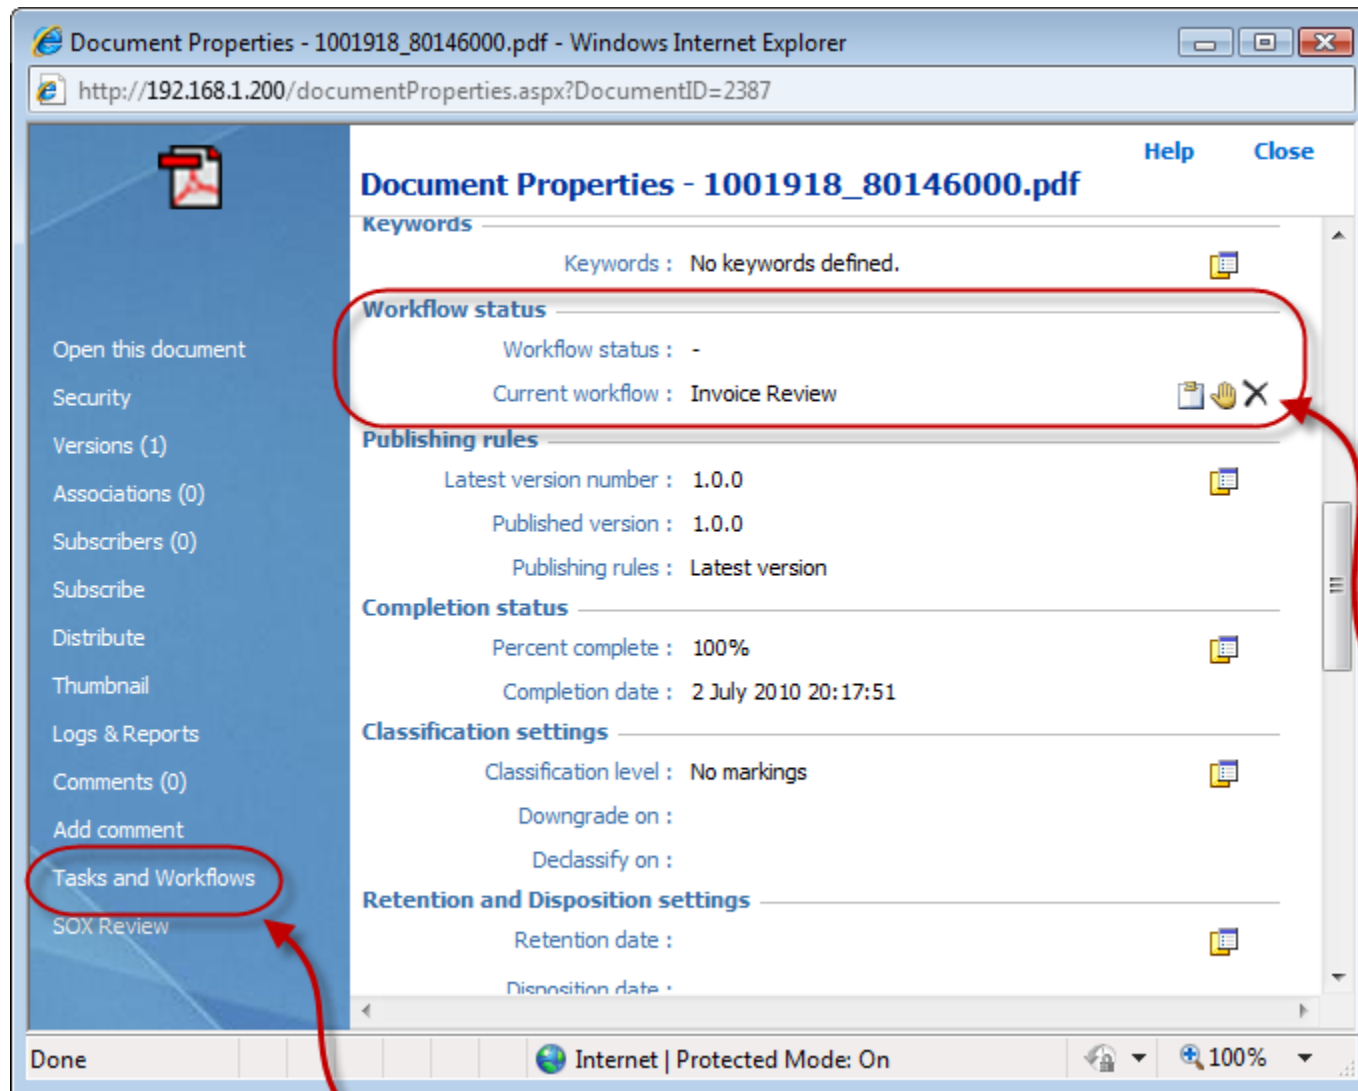 Document Properties - 1001918_80146000.pdf - Windows Internet Explorer
http://192.168.1.200/documentProperties.aspx?DocumentID=2387
Help Close
Document Properties - 1001918_80146000.pdf
Keywords
Keywords : No keywords defined.
Workflow status
Workflow status : -
Current workflow : Invoice Review
Publishing rules
Latest version number : 1.0.0
Published version : 1.0.0
Publishing rules : Latest version
Completion status
Percent complete : 100%
Completion date : 2 July 2010 20:17:51
Classification settings
Classification level : No markings
Downgrade on :
Declassify on :
Retention and Disposition settings
Retention date :
Disposition date :
Open this document
Security
Versions (1)
Associations (0)
Subscribers (0)
Subscribe
Distribute
Thumbnail
Logs & Reports
Comments (0)
Add comment
Tasks and Workflows
SOX Review
Done
Internet | Protected Mode: On
100%